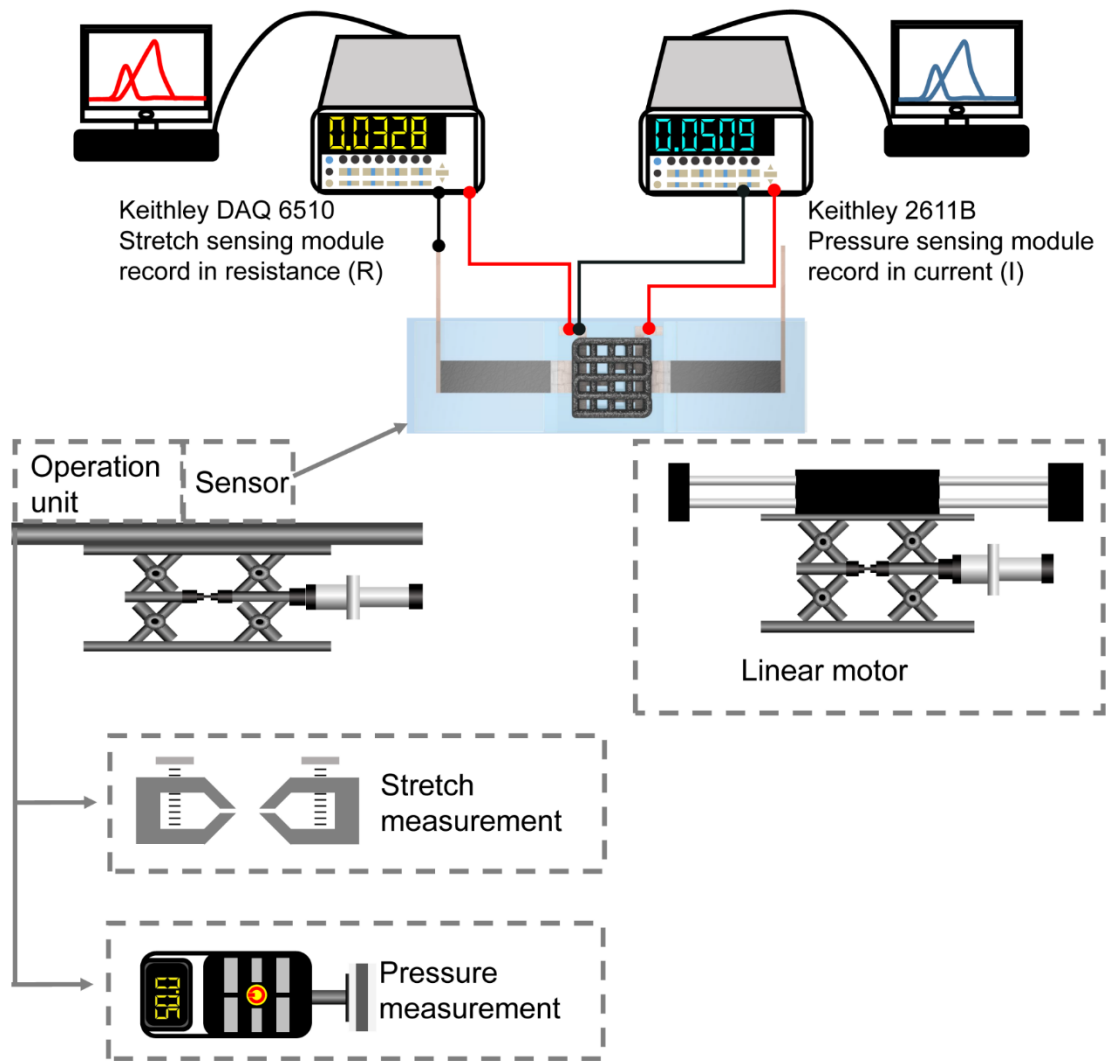 0.0328
0.0509
Keithley DAQ 6510
Stretch sensing module
record in resistance (R)
Keithley 2611B
Pressure sensing module
record in current (I)
Operation
unit
Sensor
Linear motor
Stretch
measurement
50.0
Pressure
measurement